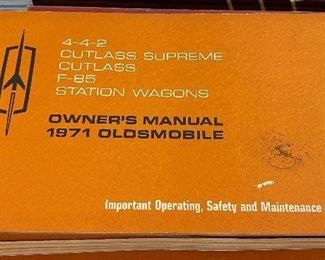 4-4-2
CUTLASS SUPREME
CUTLASS
F-85
STATION WAGONS
OWNER'S MANUAL
1971 OLDSMOBILE
Important Operating, Safety and Maintenance